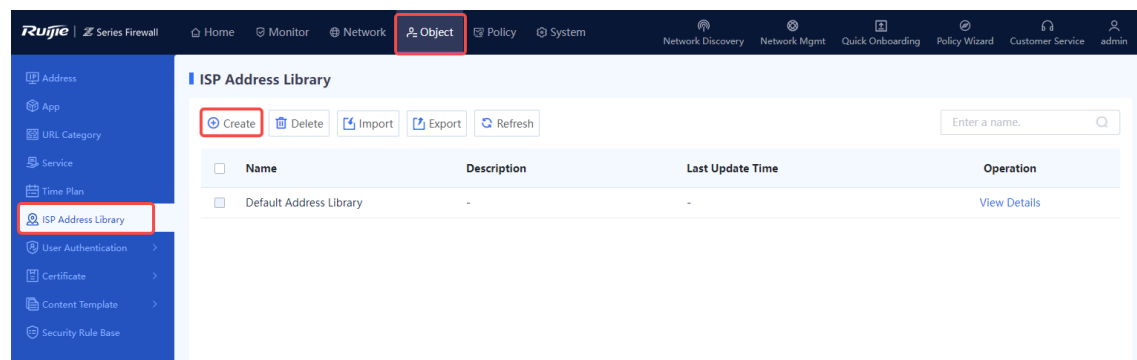 Ruijie | Z Series Firewall Home Monitor Network Object Policy System Network Discovery Network Mgmt Quick Onboarding Policy Wizard Customer Service admin
Address
App
URL Category
Service
Time Plan
ISP Address Library
User Authentication
Certificate
Content Template
Security Rule Base
ISP Address Library
Create Delete Import Export Refresh Enter a name.
Name Description Last Update Time Operation
Default Address Library - - View Details